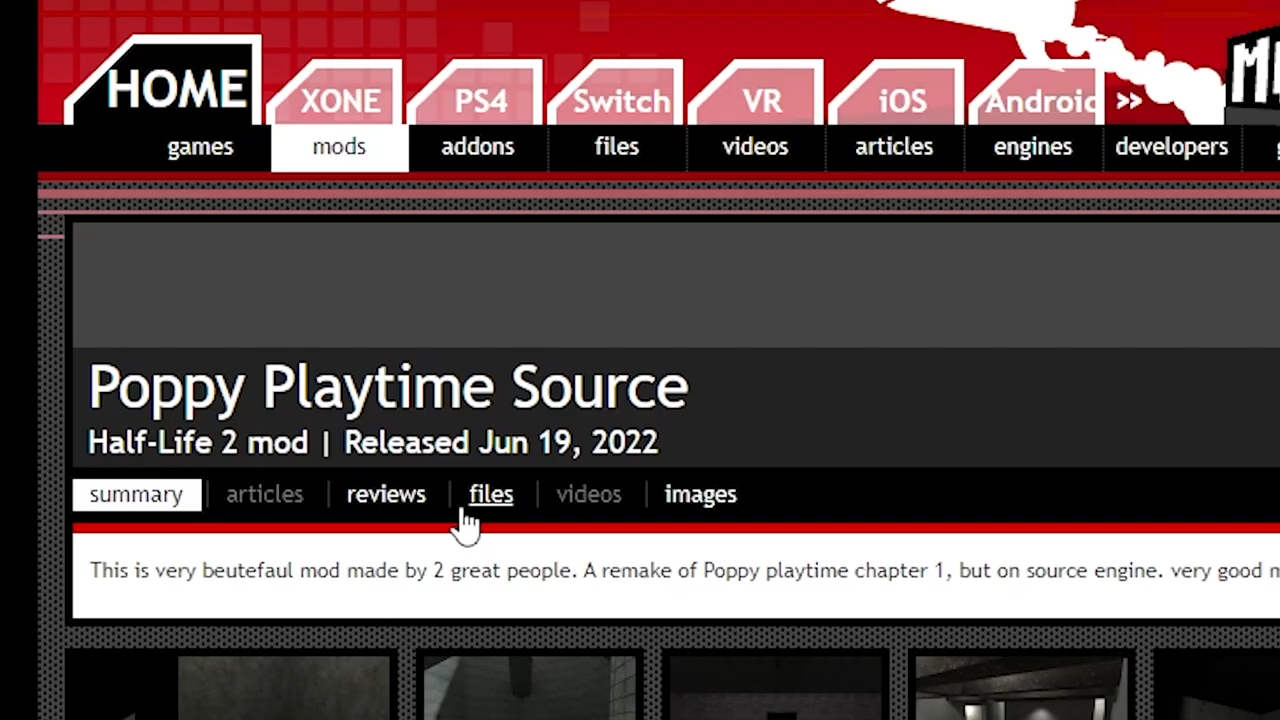 HOME XONE PS4 Switch VR iOS Android »
games mods addons files videos articles engines developers
Poppy Playtime Source
Half-Life 2 mod | Released Jun 19, 2022
summary articles reviews files videos images
This is very beutefaul mod made by 2 great people. A remake of Poppy playtime chapter 1, but on source engine. very good